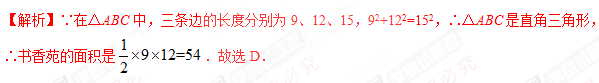 【解析】∵在△ABC中，三条边的长度分别为 9、12、15，9²+12²=15²，∴△ABC是直角三角形，
∴书香苑的面积是 1/2 ×9×12=54．故选 D．